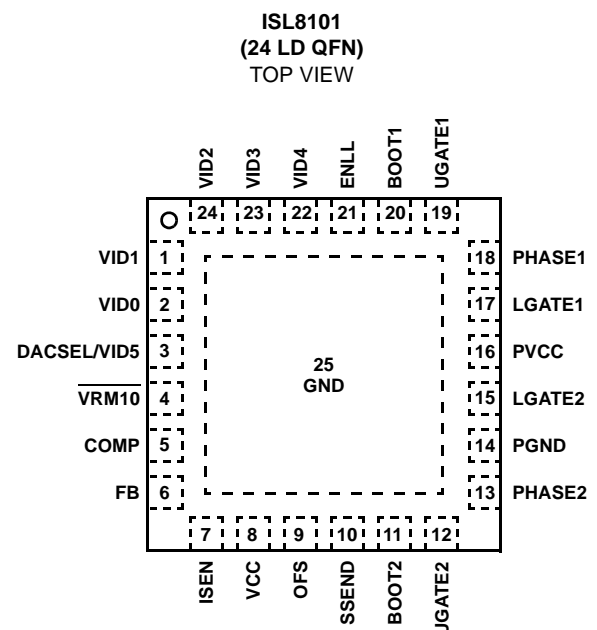 ISL8101
(24 LD QFN)
TOP VIEW
VID2
VID3
VID4
ENLL
BOOT1
UGATE1
24
23
22
21
20
19
VID1
1
18
PHASE1
VID0
2
17
LGATE1
DACSEL/VID5
3
16
PVCC
VRM10
4
15
LGATE2
COMP
5
14
PGND
FB
6
13
PHASE2
25
GND
7
8
9
10
11
12
ISEN
VCC
OFS
SSEND
BOOT2
UGATE2